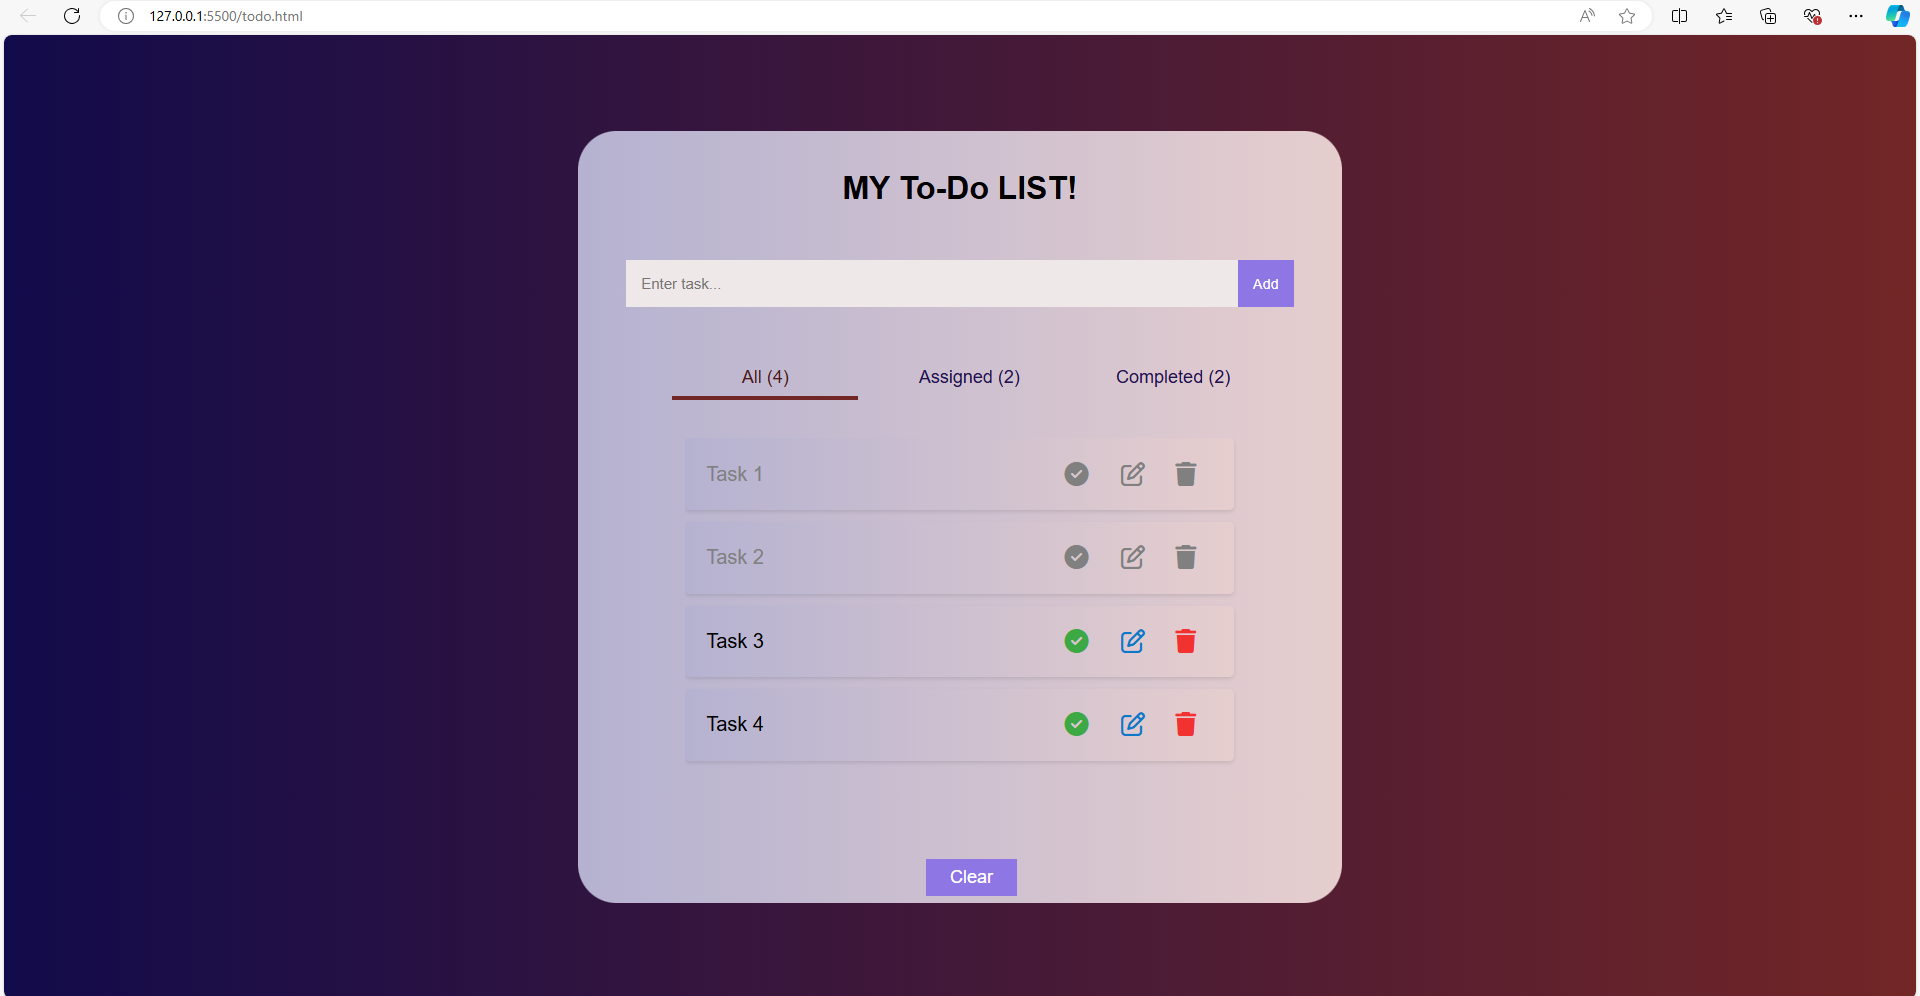 127.0.0.1:5500/todo.html
MY To-Do LIST!
Enter task...
Add
All (4)
Assigned (2)
Completed (2)
Task 1
Task 2
Task 3
Task 4
Clear